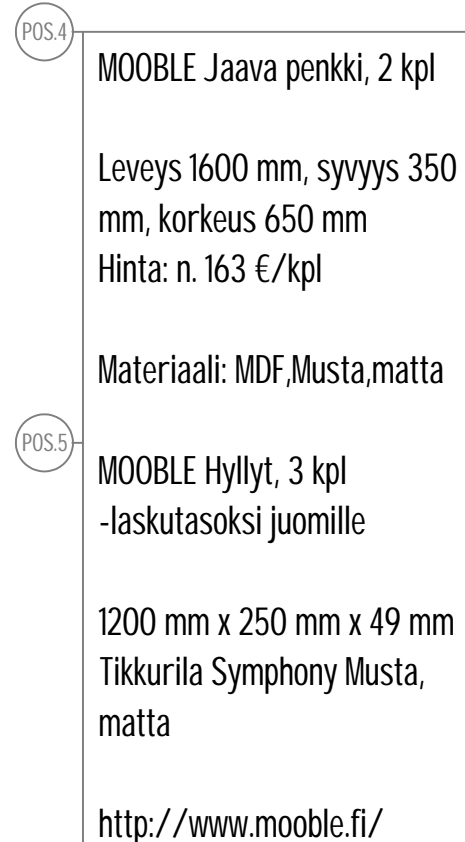 POS.4
MOOBLE Jaava penkki, 2 kpl
Leveys 1600 mm, syvyys 350
mm, korkeus 650 mm
Hinta: n. 163 €/kpl
Materiaali: MDF,Musta,matta
POS.5
MOOBLE Hyllyt, 3 kpl
-laskutasoksi juomille
1200 mm x 250 mm x 49 mm
Tikkurila Symphony Musta,
matta
http://www.mooble.fi/